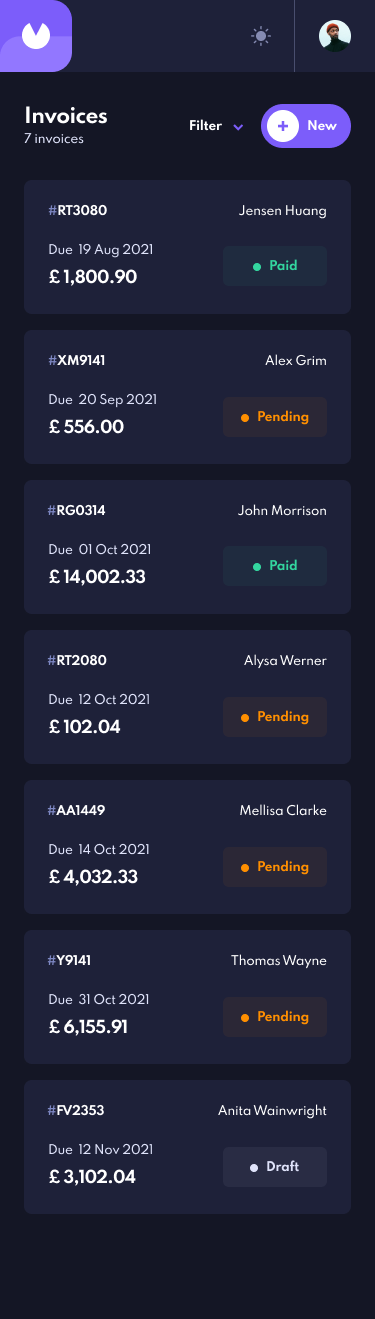 Invoices
7 invoices
Filter
New
#RT3080 Jensen Huang
Due 19 Aug 2021
£ 1,800.90
Paid
#XM9141 Alex Grim
Due 20 Sep 2021
£ 556.00
Pending
#RG0314 John Morrison
Due 01 Oct 2021
£ 14,002.33
Paid
#RT2080 Alysa Werner
Due 12 Oct 2021
£ 102.04
Pending
#AA1449 Mellisa Clarke
Due 14 Oct 2021
£ 4,032.33
Pending
#Y9141 Thomas Wayne
Due 31 Oct 2021
£ 6,155.91
Pending
#FV2353 Anita Wainwright
Due 12 Nov 2021
£ 3,102.04
Draft